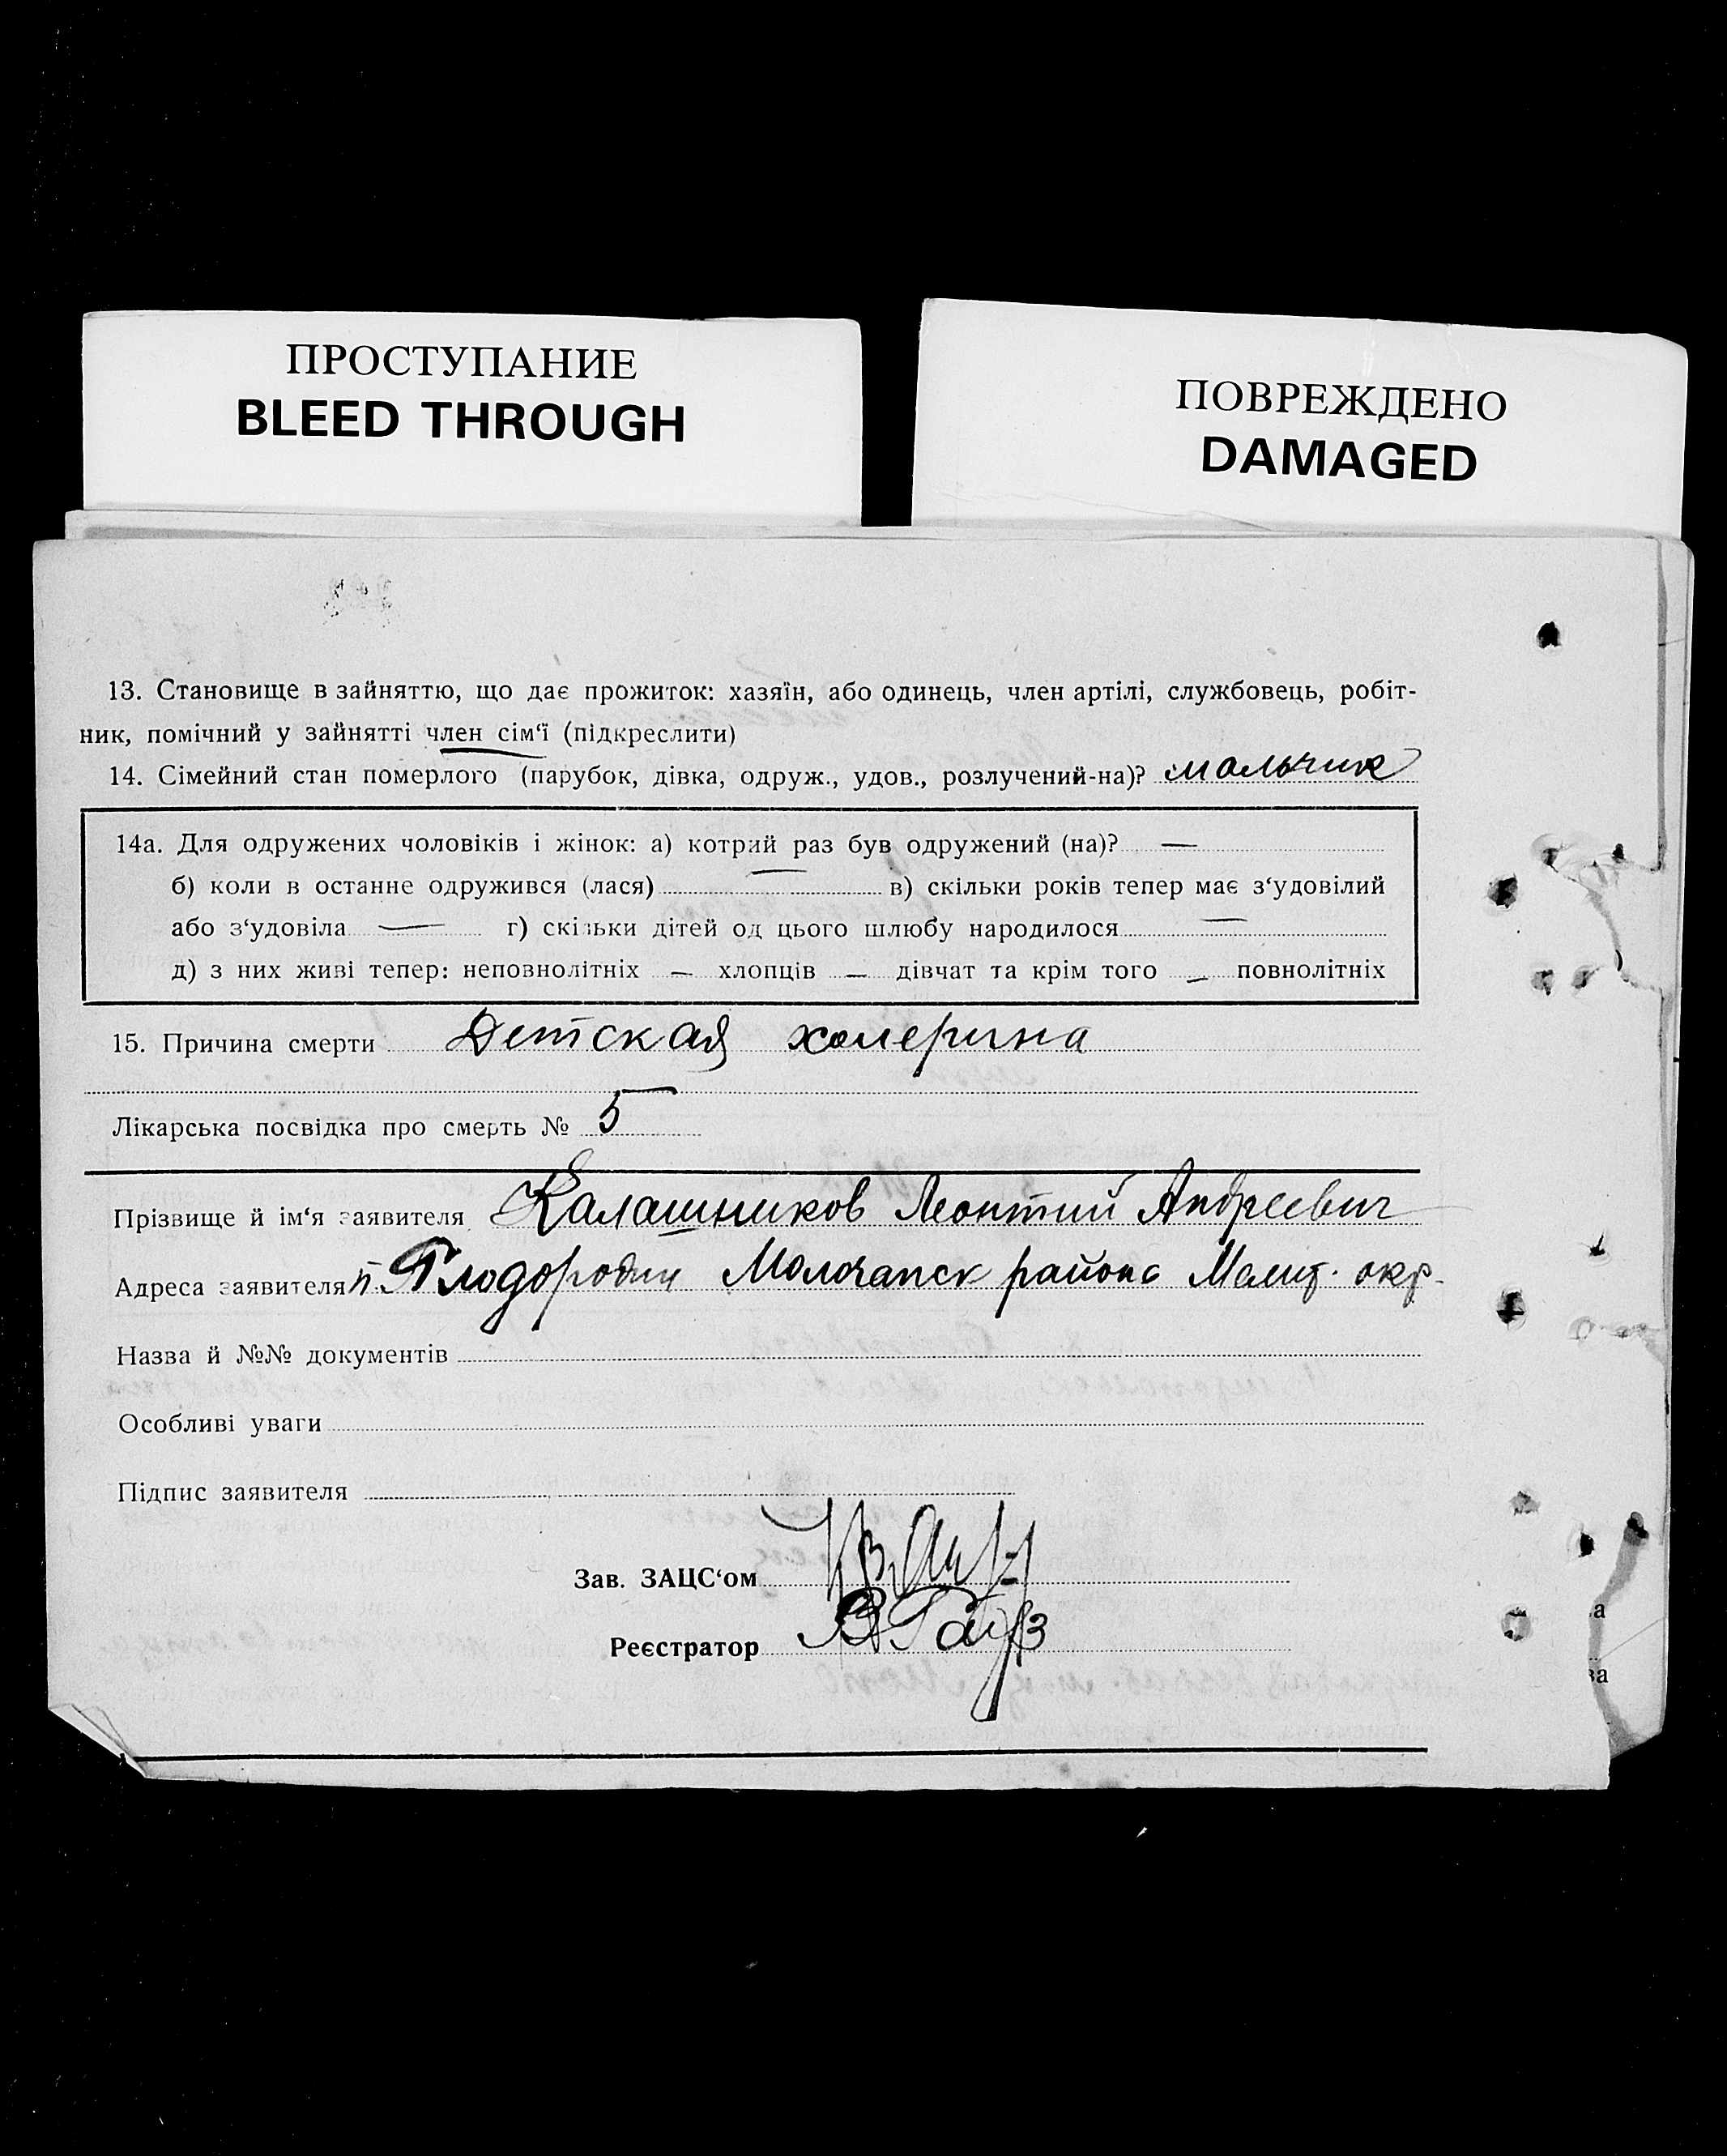 ПРОСТУПАНИЕ
BLEED THROUGH
ПОВРЕЖДЕНО
DAMAGED
13. Становище в зайняттю, що дає прожиток: хазяїн, або одинець, член артілі, службовець, робіт-
ник, помічний у зайнятті член сім‘ї (підкреслити)
14. Сімейний стан померлого (парубок, дівка, одруж., удов., розлучений-на)? мальчик
14а. Для одружених чоловіків і жінок: а) котрий раз був одружений (на)? —
б) коли в останнє одружився (лася) — в) скільки років тепер має з‘удовілий
або з‘удовіла — г) скільки дітей од цього шлюбу народилося —
д) з них живі тепер: неповнолітніх — хлопців — дівчат та крім того — повнолітніх
15. Причина смерти Детская холерина
Лікарська посвідка про смерть № 5
Прізвище й ім‘я заявителя Калашников Леонтий Андреевич
Адреса заявителя п. Плодородии Молочанск района Мелит. окр.
Назва й №№ документів
Особливі уваги
Підпис заявителя
Зав. ЗАЦС‘ом
Реєстратор
а
ва